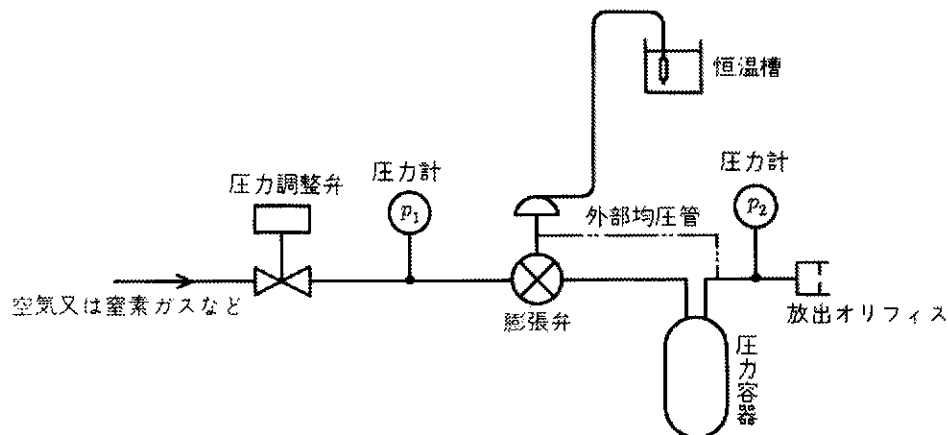 恒温槽
圧力計
圧力調整弁
p1
外部均圧管
圧力計
p2
空気又は窒素ガスなど
膨張弁
放出オリフィス
圧力容器